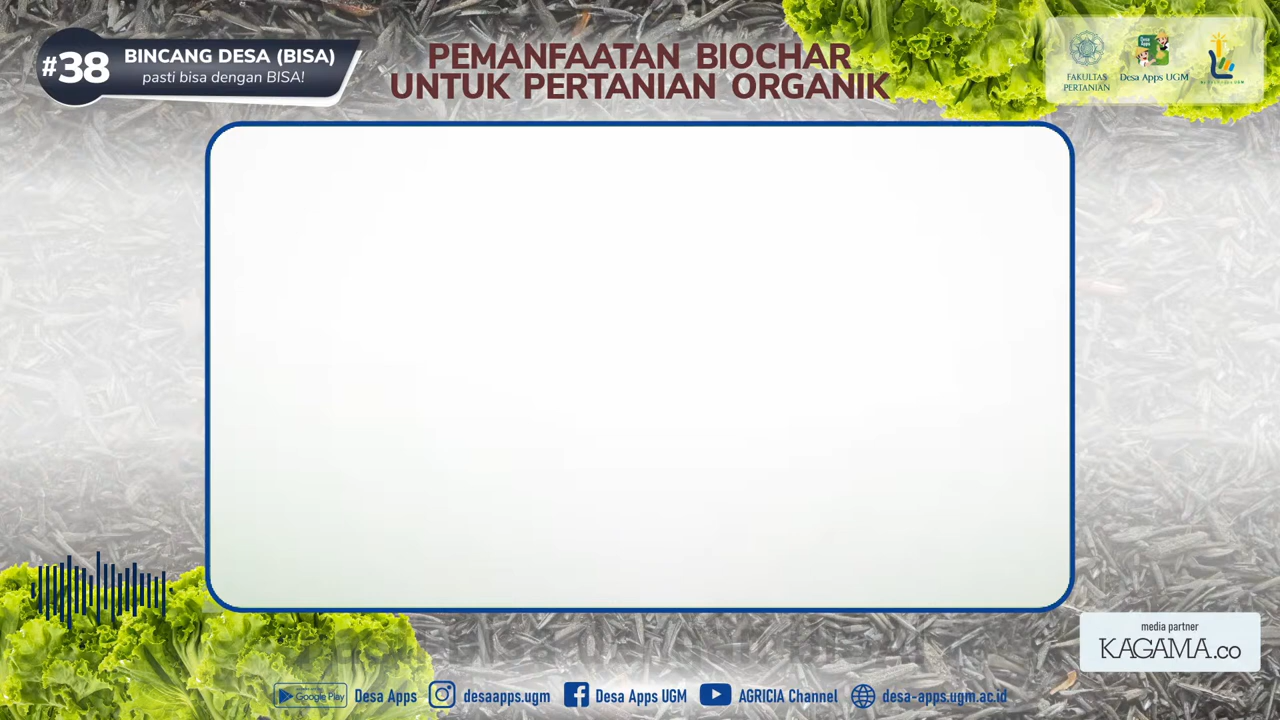 #38
BINCANG DESA (BISA)
pasti bisa dengan BISA!
PEMANFAATAN BIOCHAR
UNTUK PERTANIAN ORGANIK
FAKULTAS
PERTANIAN
Desa Apps UGM
media partner
KAGAMA.co
Google Play
Desa Apps
desaapps.ugm
Desa Apps UGM
AGRICIA Channel
desa-apps.ugm.ac.id